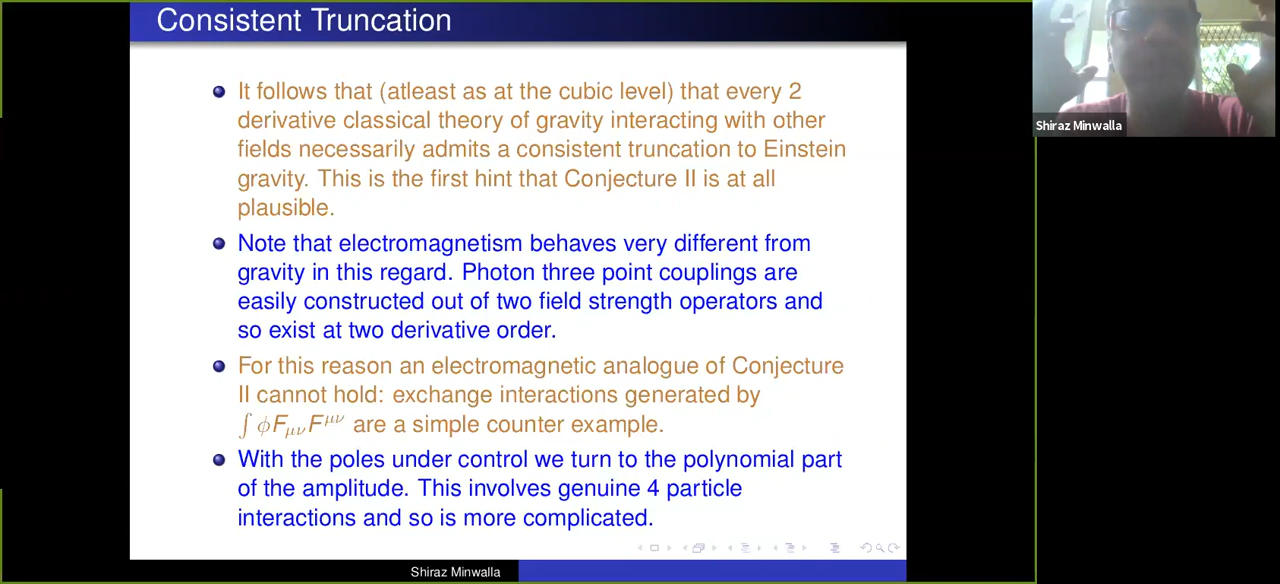 Consistent Truncation
It follows that (atleast as at the cubic level) that every 2
derivative classical theory of gravity interacting with other
fields necessarily admits a consistent truncation to Einstein
gravity. This is the first hint that Conjecture II is at all
plausible.
Note that electromagnetism behaves very different from
gravity in this regard. Photon three point couplings are
easily constructed out of two field strength operators and
so exist at two derivative order.
For this reason an electromagnetic analogue of Conjecture
II cannot hold: exchange interactions generated by
∫ ϕF_{μν}F^{μν} are a simple counter example.
With the poles under control we turn to the polynomial part
of the amplitude. This involves genuine 4 particle
interactions and so is more complicated.
Shiraz Minwalla
Shiraz Minwalla